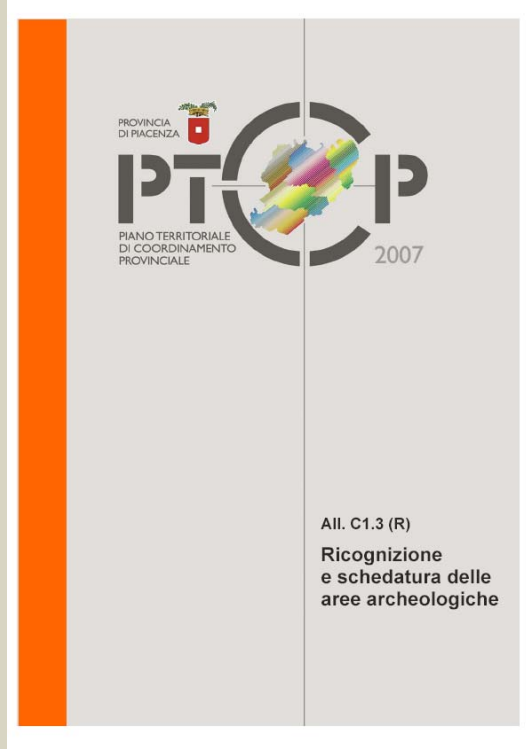 PROVINCIA
DI PIACENZA
PTCP
PIANO TERRITORIALE
DI COORDINAMENTO
PROVINCIALE
2007
All. C1.3 (R)
Ricognizione
e schedatura delle
aree archeologiche